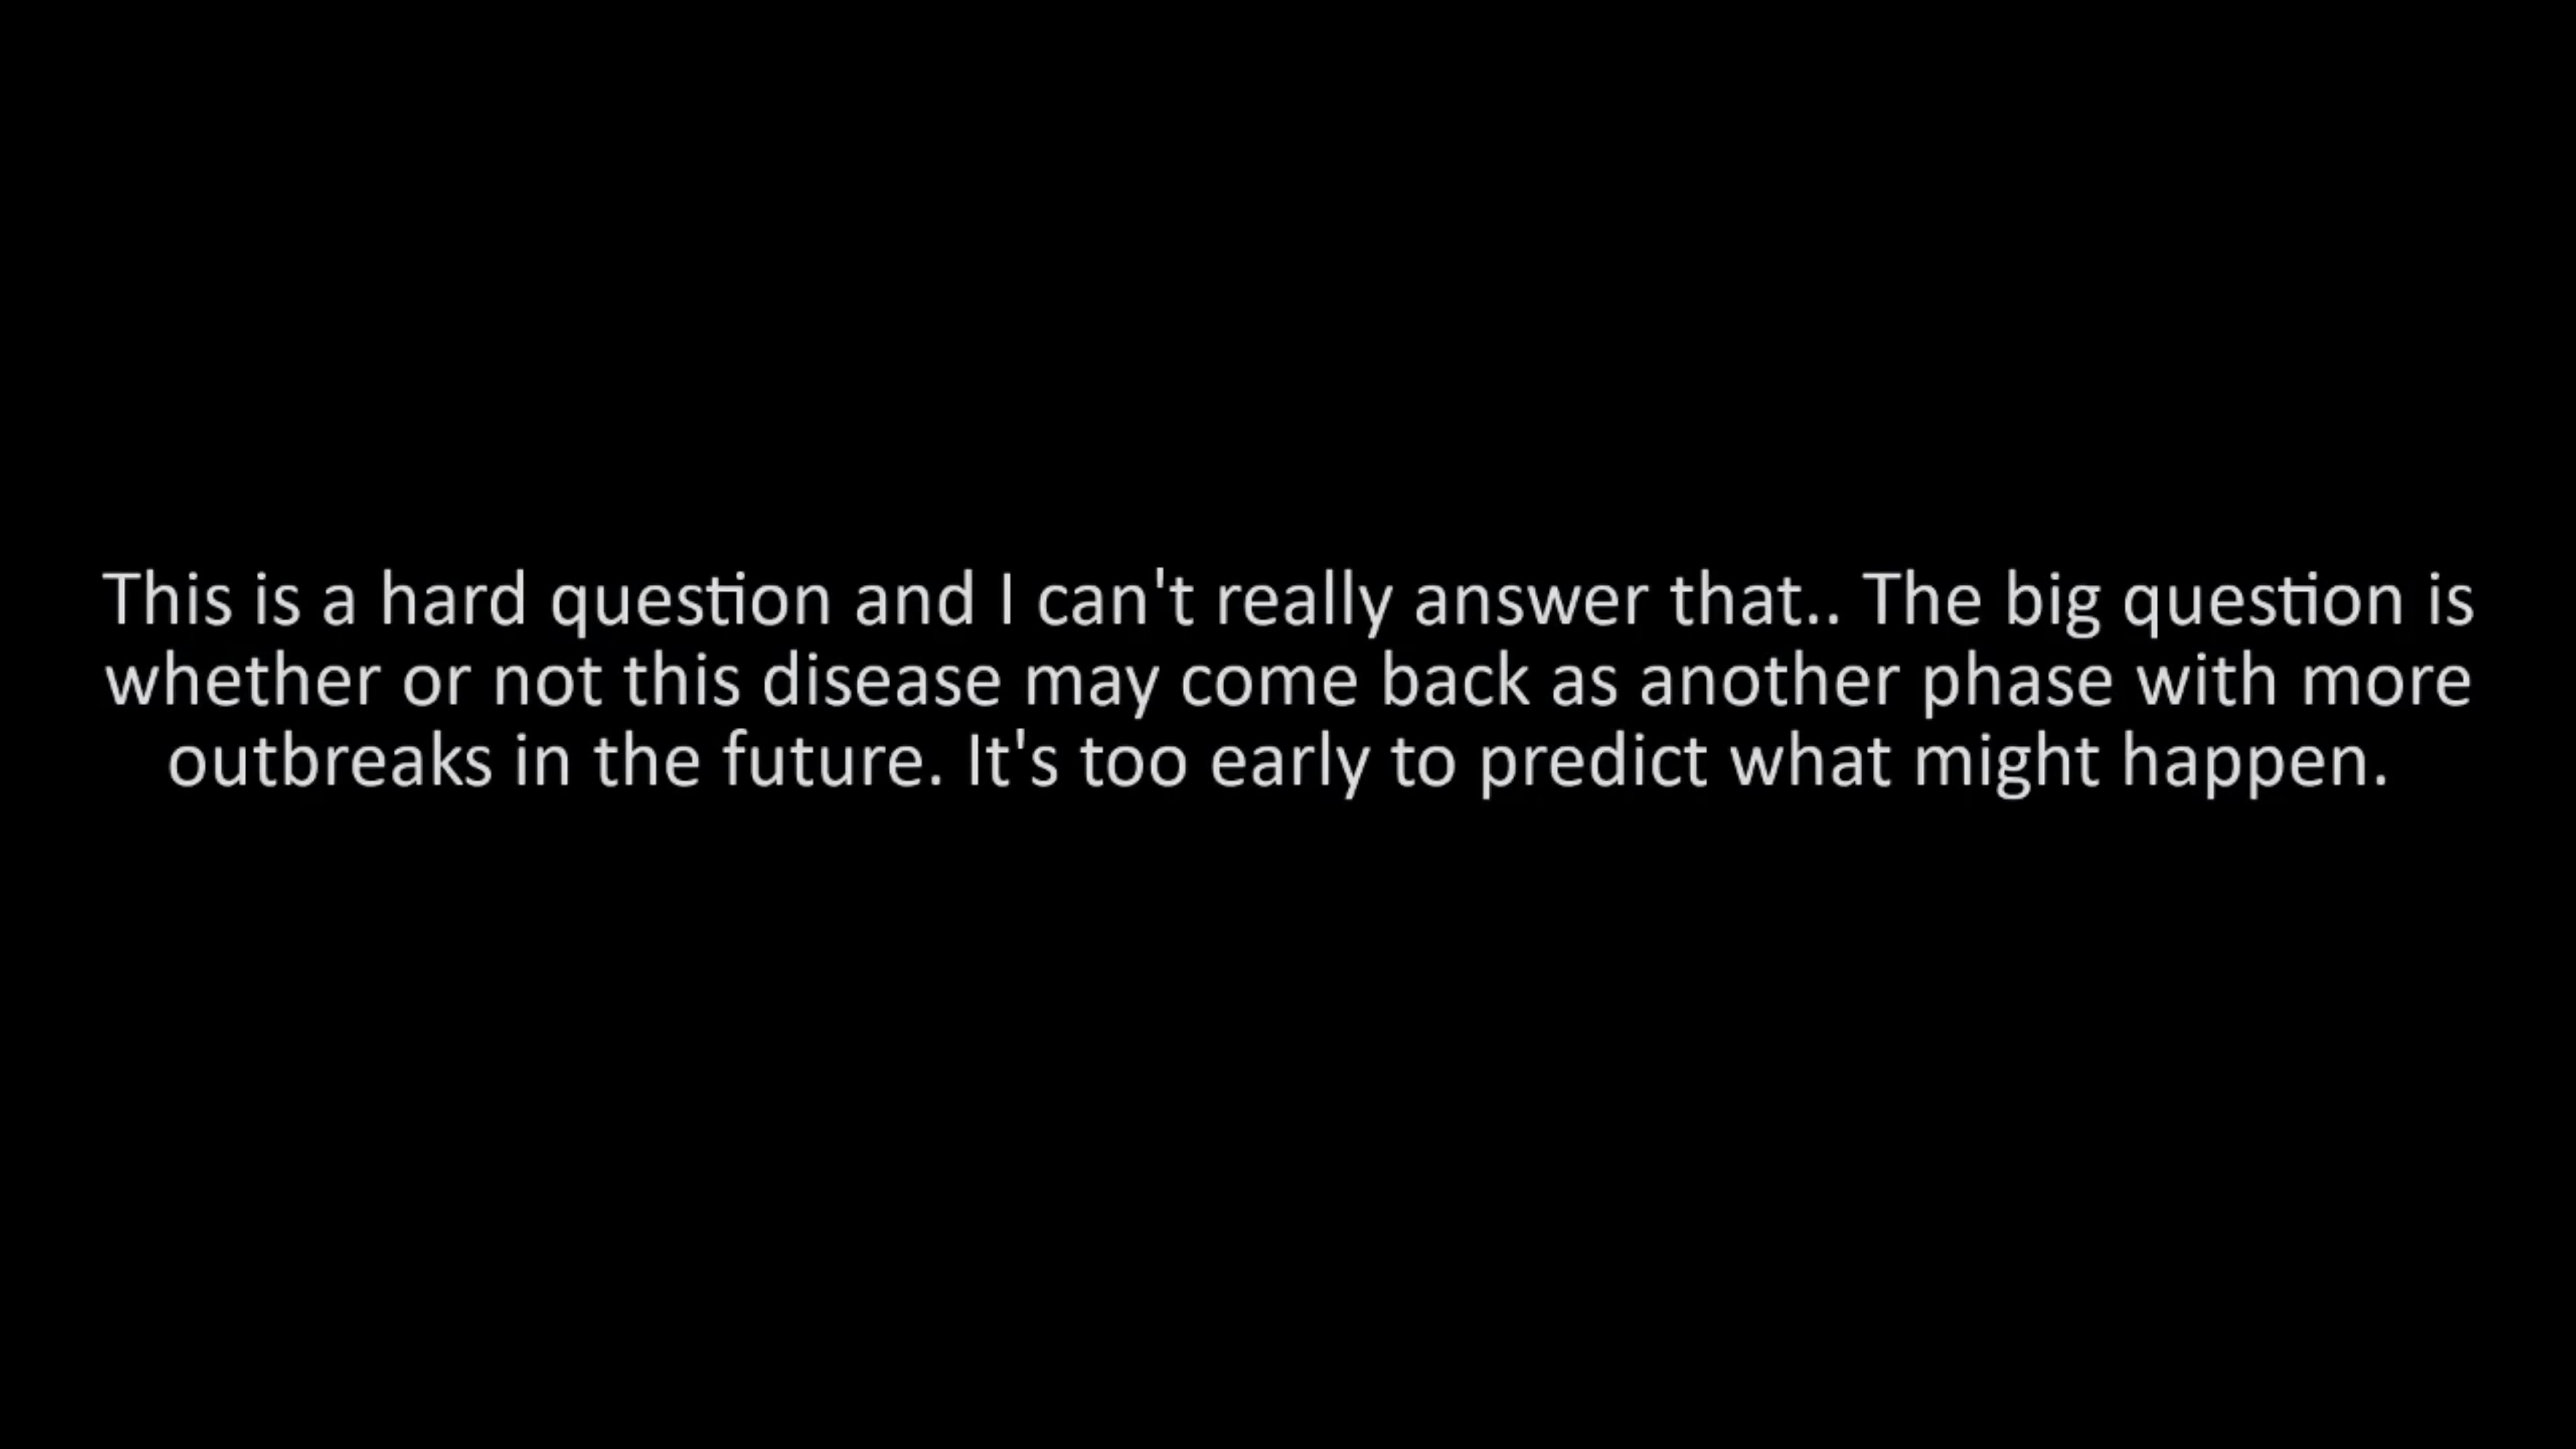 This is a hard question and I can't really answer that.. The big question is
whether or not this disease may come back as another phase with more
outbreaks in the future. It's too early to predict what might happen.